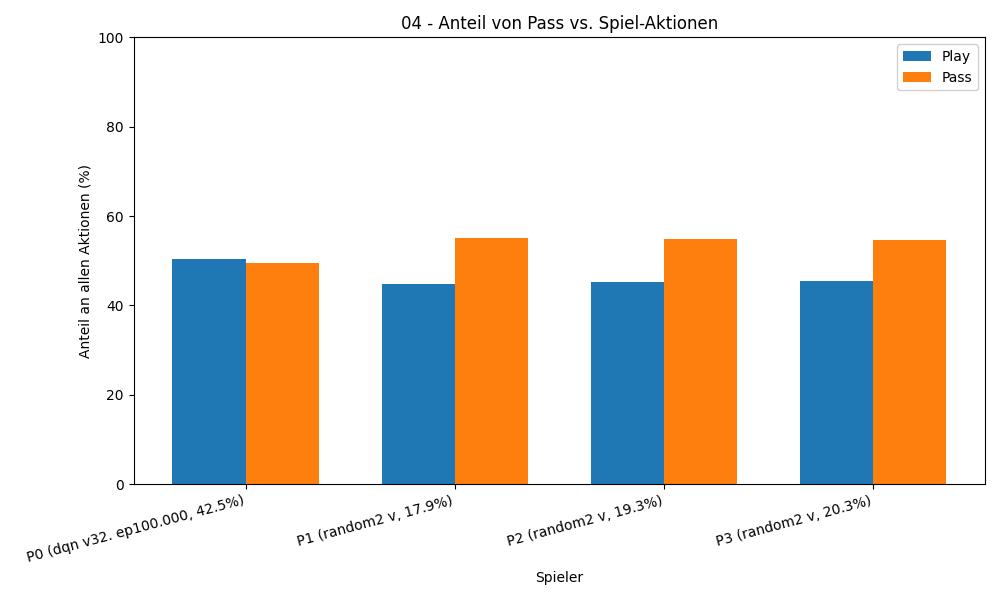 04 - Anteil von Pass vs. Spiel-Aktionen
Play
Pass
Anteil an allen Aktionen (%)
100
80
60
40
20
0
P0 (dqn v32. ep100.000, 42.5%)
P1 (random2 v, 17.9%)
P2 (random2 v, 19.3%)
P3 (random2 v, 20.3%)
Spieler